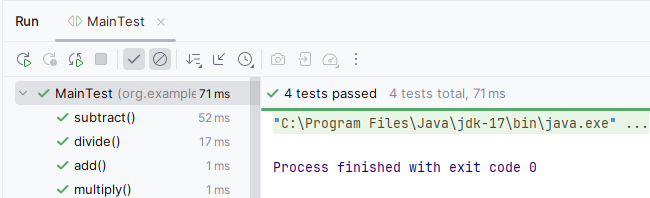 Run MainTest
MainTest (org.example 71 ms
subtract() 52 ms
divide() 17 ms
add() 1 ms
multiply() 1 ms
4 tests passed 4 tests total, 71 ms
"C:\Program Files\Java\jdk-17\bin\java.exe" ...
Process finished with exit code 0